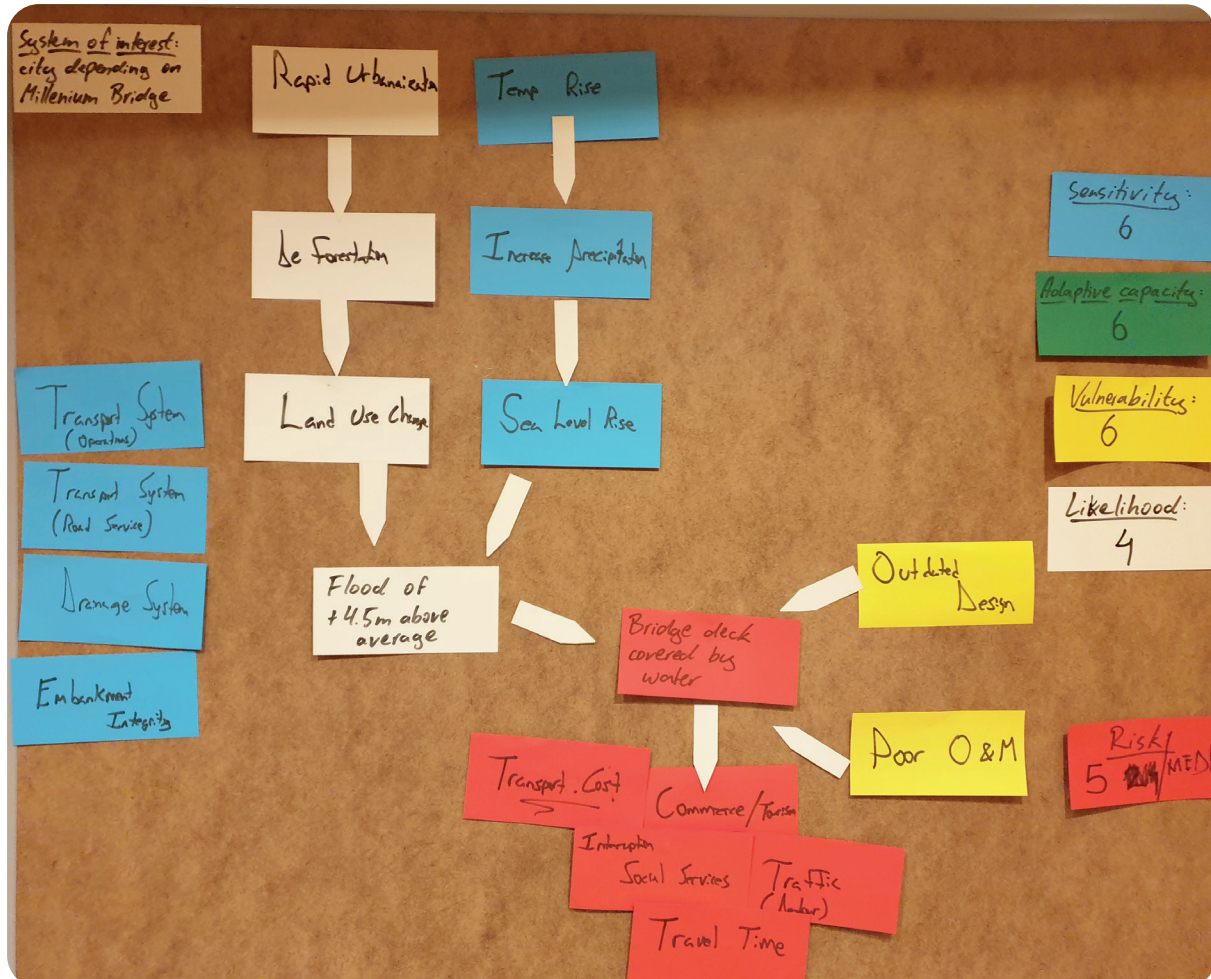 System of interest:
city depending on
Millenium Bridge
Rapid Urbanaization
Temp Rise
De Forestation
Increase Precipitation
Land Use Change
Sea Level Rise
Transport System
(Operations)
Transport System
(Road Service)
Drainage System
Embankment
Integrity
Flood of
+4.5m above
average
Bridge deck
covered by
water
Outdated
Design
Poor O&M
Transport. Cost
Commerce/Tourism
Interruption
Social Services
Traffic
Travel Time
Sensitivity:
6
Adaptive capacity:
6
Vulnerability:
6
Likelihood:
4
Risk
5 /MED